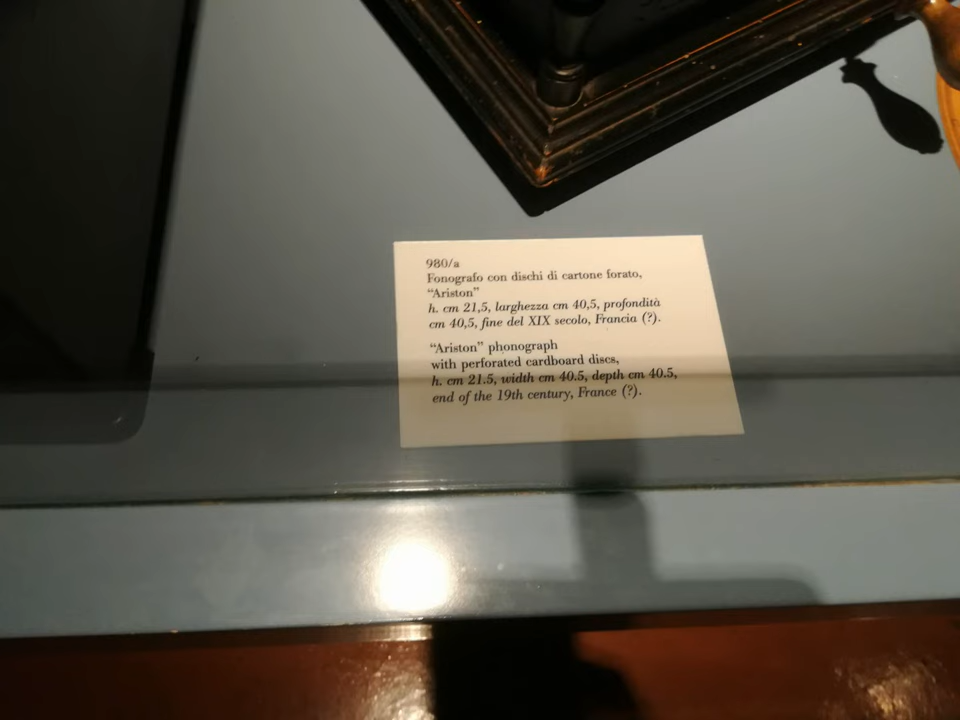 980/a
Fonografo con dischi di cartone forato,
“Ariston”
h. cm 21,5, larghezza cm 40,5, profondità
cm 40,5, fine del XIX secolo, Francia (?).
“Ariston” phonograph
with perforated cardboard discs,
h. cm 21.5, width cm 40.5, depth cm 40.5,
end of the 19th century, France (?).